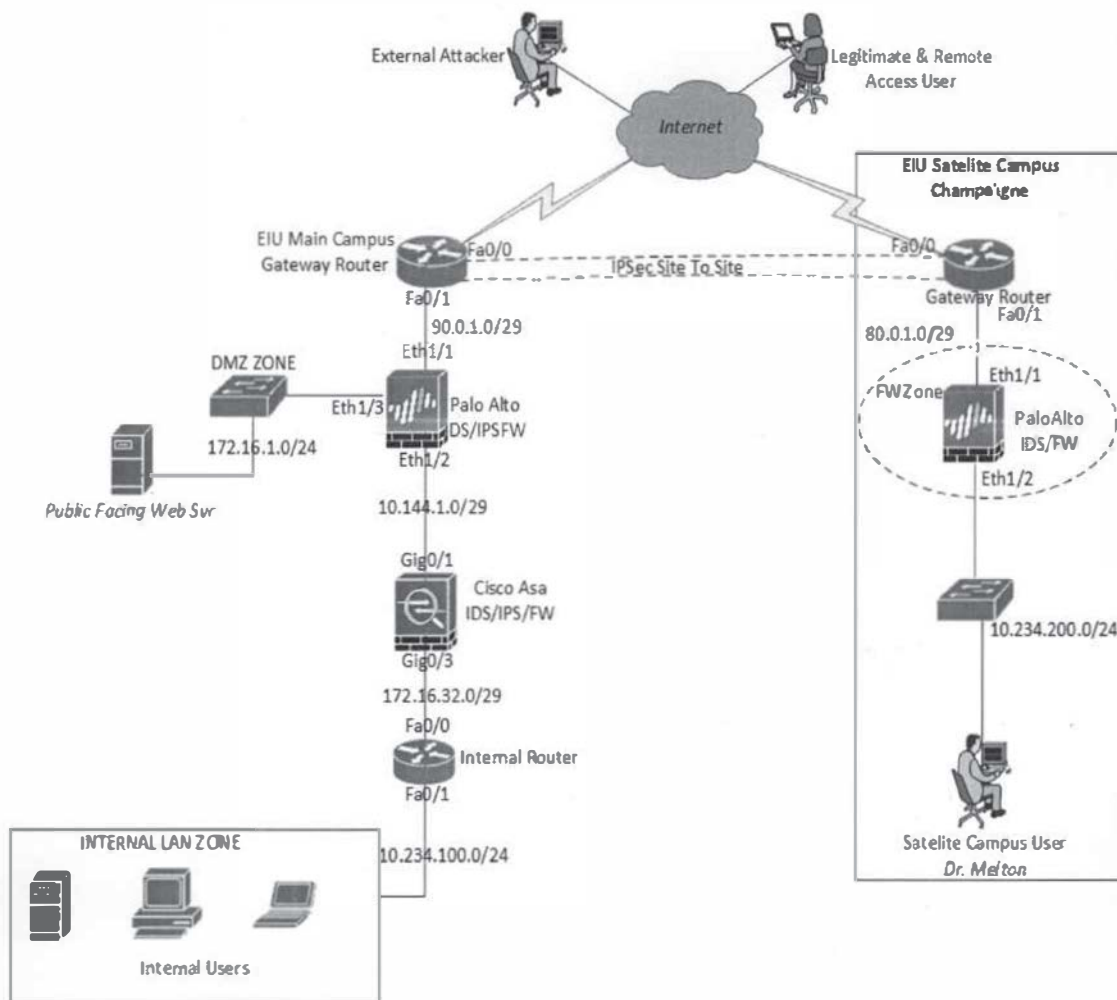 External Attacker
Legitimate & Remote
Access User
Internet
EIU Satelite Campus
Champaigne
EIU Main Campus
Gateway Router
Fa0/0
Fa0/0
IPSec Site To Site
Fa0/1
Gateway Router
Fa0/1
90.0.1.0/29
80.0.1.0/29
DMZ ZONE
Eth1/1
Eth1/1
FWZone
Eth1/3
Palo Alto
DS/IPSFW
PaloAlto
IDS/FW
172.16.1.0/24
Eth1/2
Eth1/2
Public Facing Web Svr
10.144.1.0/29
Gig0/1
Cisco Asa
IDS/IPS/FW
10.234.200.0/24
Gig0/3
172.16.32.0/29
Fa0/0
Internal Router
Fa0/1
INTERNAL LAN ZONE
10.234.100.0/24
Satelite Campus User
Dr. Melton
Internal Users